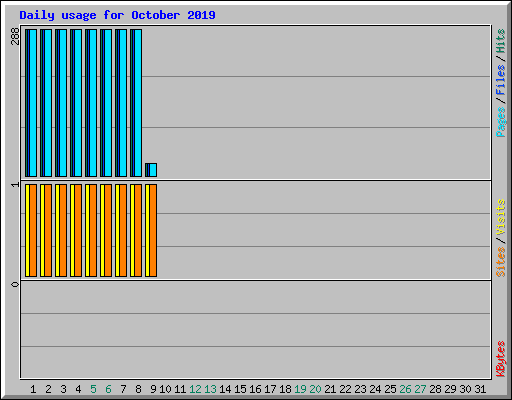 Daily usage for October 2019
288
1
0
Pages/Files/Hits
Sites/Visits
KBytes
1 2 3 4 5 6 7 8 9 10 11 12 13 14 15 16 17 18 19 20 21 22 23 24 25 26 27 28 29 30 31